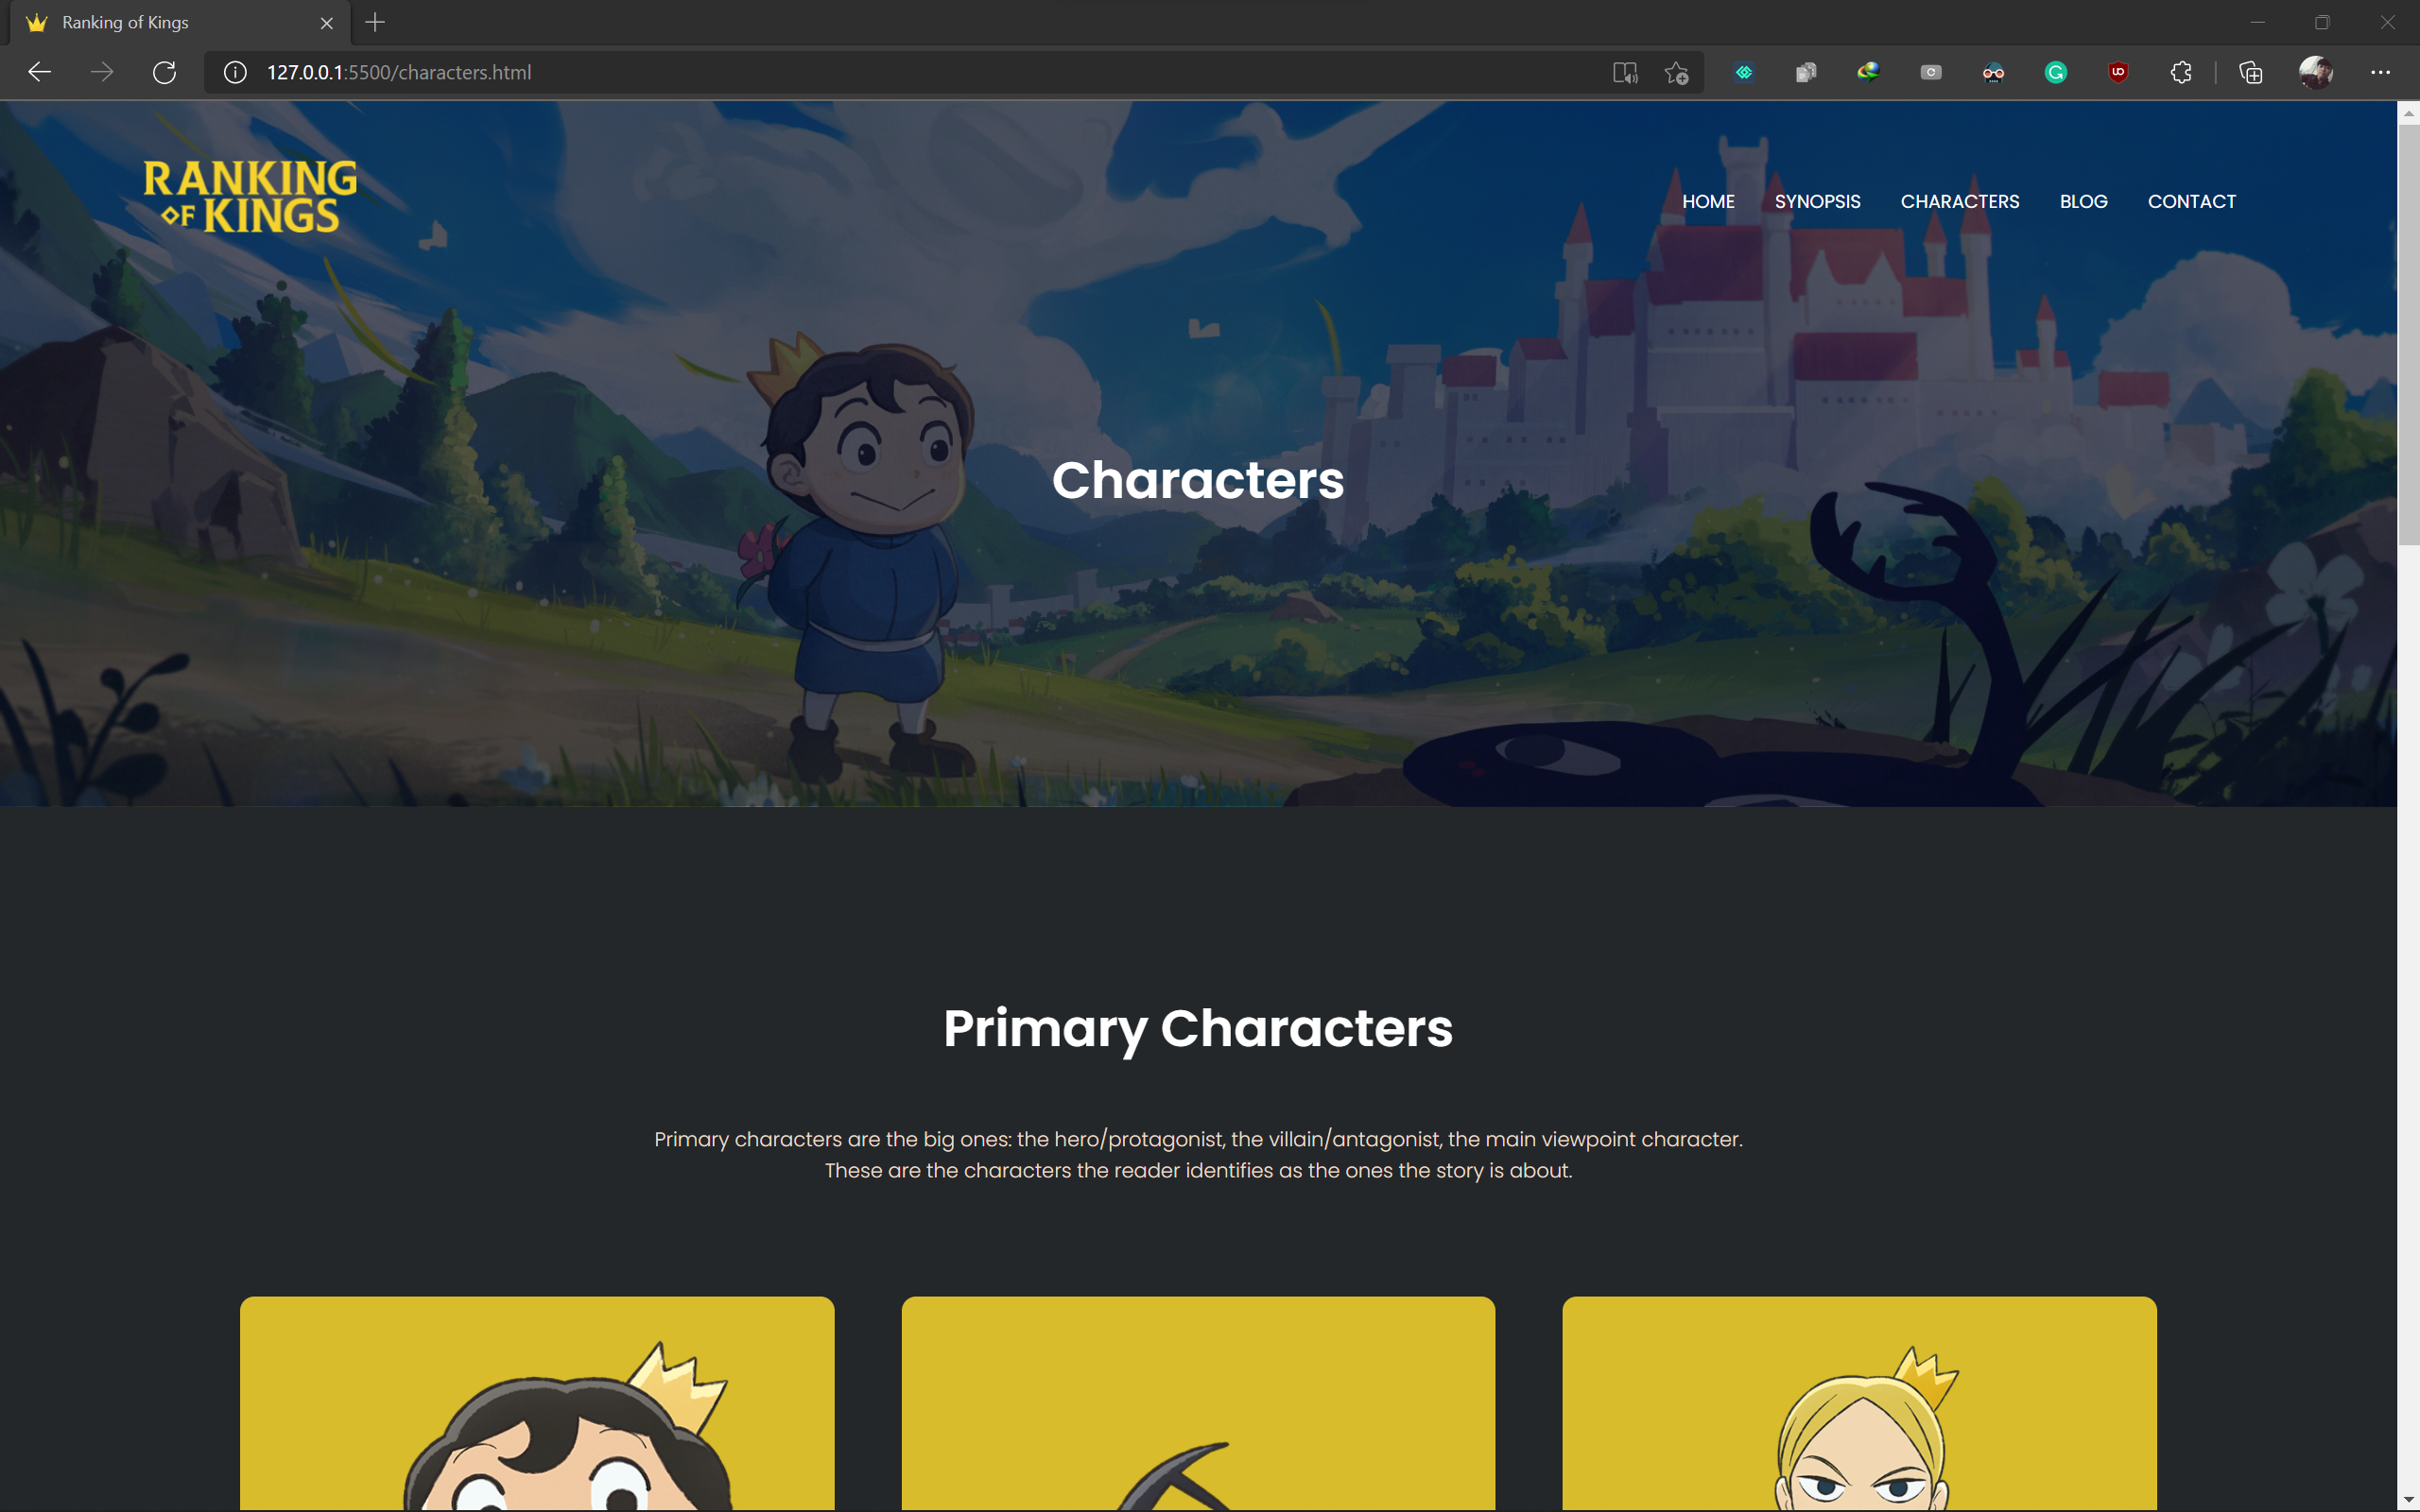 Ranking of Kings
127.0.0.1:5500/characters.html
RANKING
OF KINGS
HOME SYNOPSIS CHARACTERS BLOG CONTACT
Characters
Primary Characters
Primary characters are the big ones: the hero/protagonist, the villain/antagonist, the main viewpoint character.
These are the characters the reader identifies as the ones the story is about.